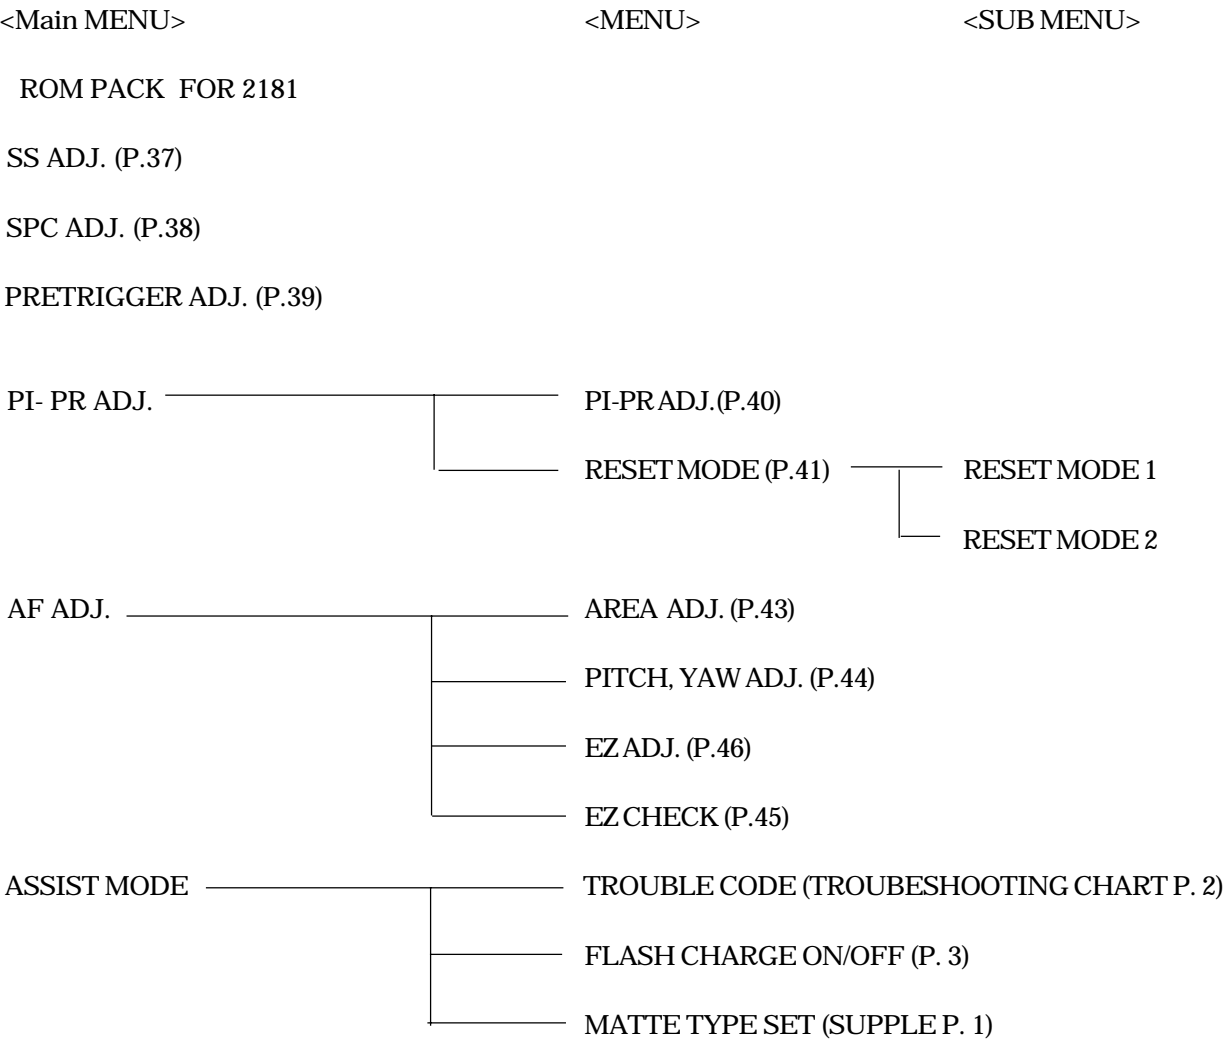 <Main MENU> <MENU> <SUB MENU>
ROM PACK FOR 2181
SS ADJ. (P.37)
SPC ADJ. (P.38)
PRETRIGGER ADJ. (P.39)
PI- PR ADJ. PI-PR ADJ.(P.40)
RESET MODE (P.41) RESET MODE 1
RESET MODE 2
AF ADJ. AREA ADJ. (P.43)
PITCH, YAW ADJ. (P.44)
EZ ADJ. (P.46)
EZ CHECK (P.45)
ASSIST MODE TROUBLE CODE (TROUBESHOOTING CHART P. 2)
FLASH CHARGE ON/OFF (P. 3)
MATTE TYPE SET (SUPPLE P. 1)